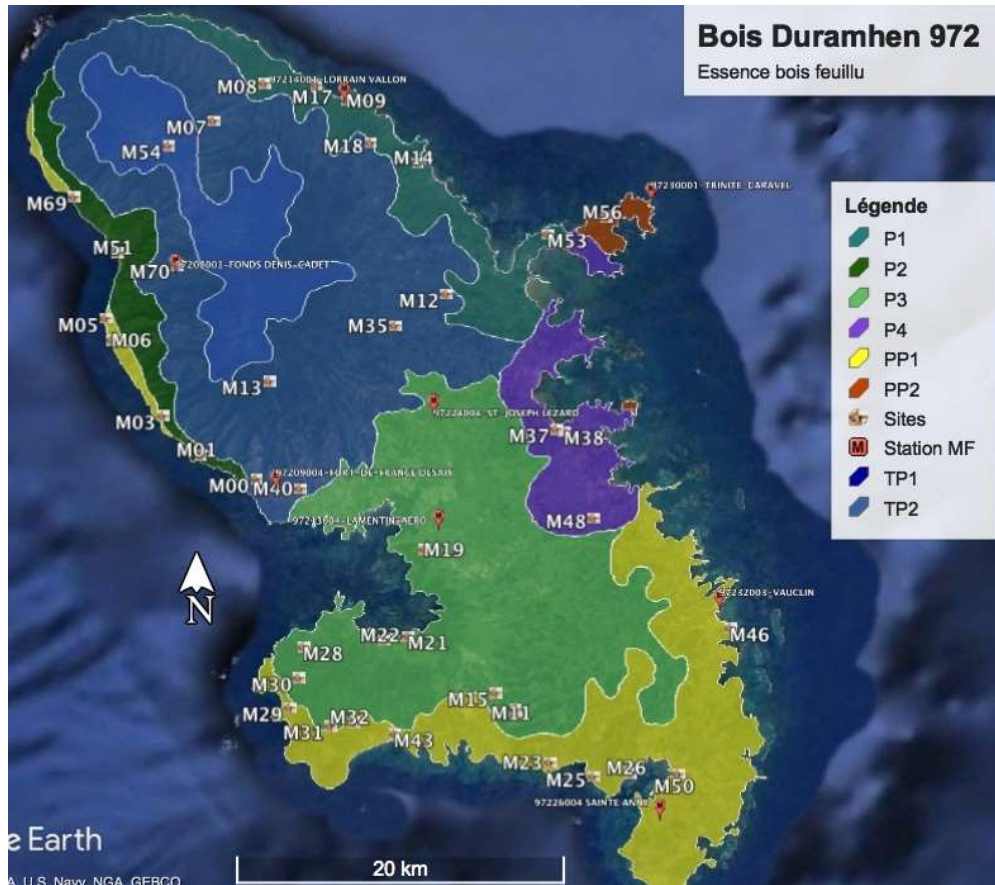 Bois Duramhen 972
Essence bois feuillu
M08
97214001-LORRAIN VALLON
M17
M09
M07
M54
M18
M14
97230001-TRINITE-CARAVEL
M56
M53
Légende
P1
P2
P3
P4
PP1
PP2
Sites
M
Station MF
TP1
TP2
M69
M51
M70
97208001-FONDS DENIS-CADET
M12
M05
M35
M06
M13
M03
97224004-ST. JOSEPH LEZARD
M37
M38
M01
97209004-FORT-DE-FRANCE DESAIX
M00
M40
97213004-LAMENTIN-AERO
M48
M19
97232003-VAUCLIN
M46
M22
M21
M28
M30
M15
M29
M11
M32
M31
M43
M23
M26
M25
M50
97226004 SAINTE ANNE
N
e Earth
20 km
U.S. Navy, NGA, GEBCO